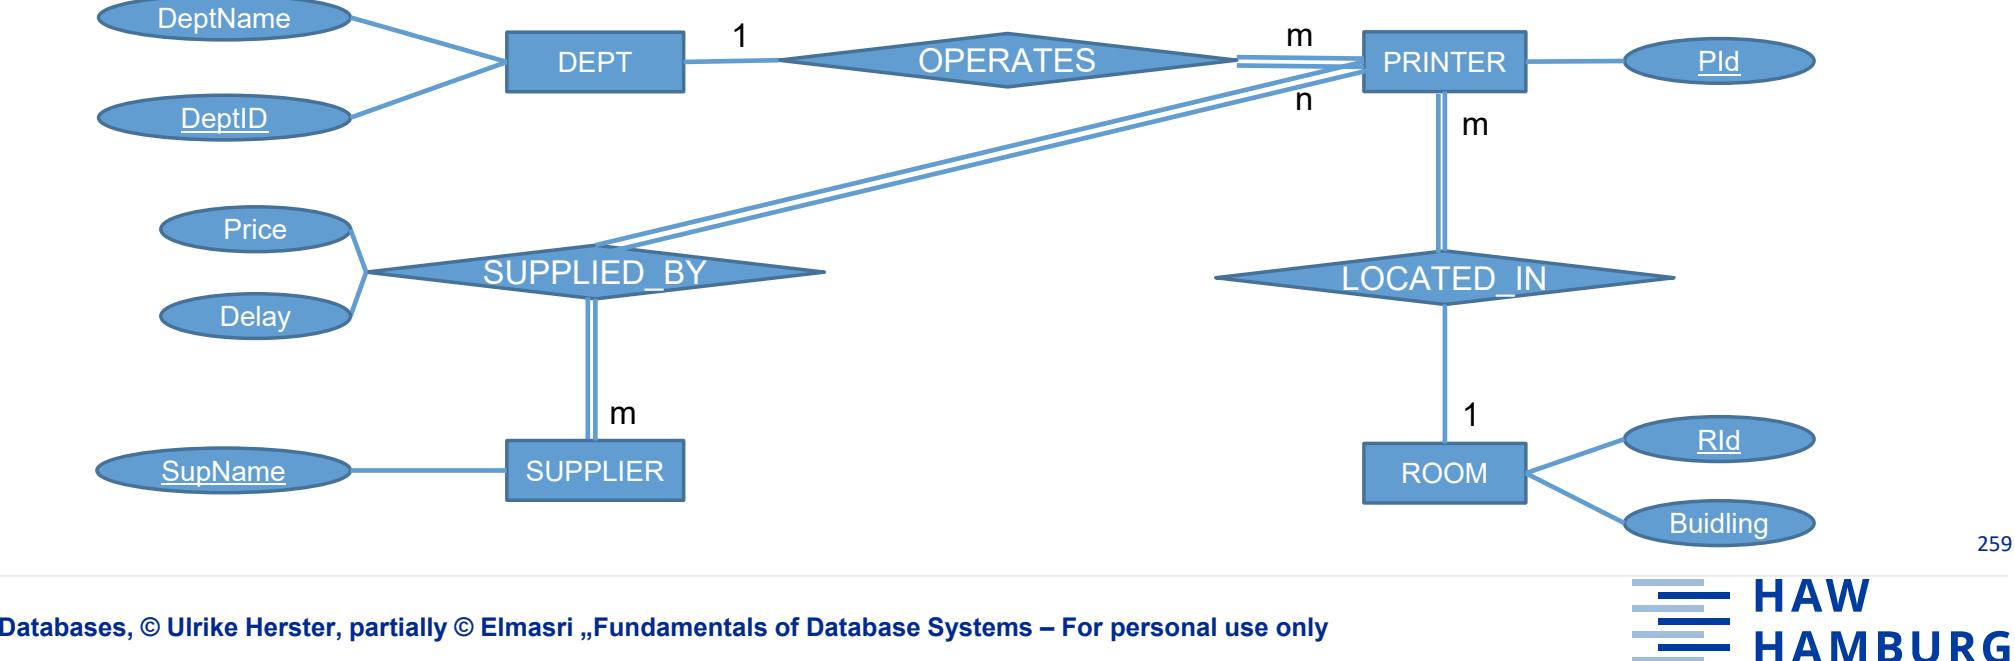 DeptName
1
m
DEPT
OPERATES
PRINTER
PId
n
DeptID
m
Price
SUPPLIED_BY
LOCATED_IN
Delay
m
1
SupName
SUPPLIER
ROOM
RId
Buidling
259
Databases, © Ulrike Herster, partially © Elmasri „Fundamentals of Database Systems – For personal use only
HAW
HAMBURG